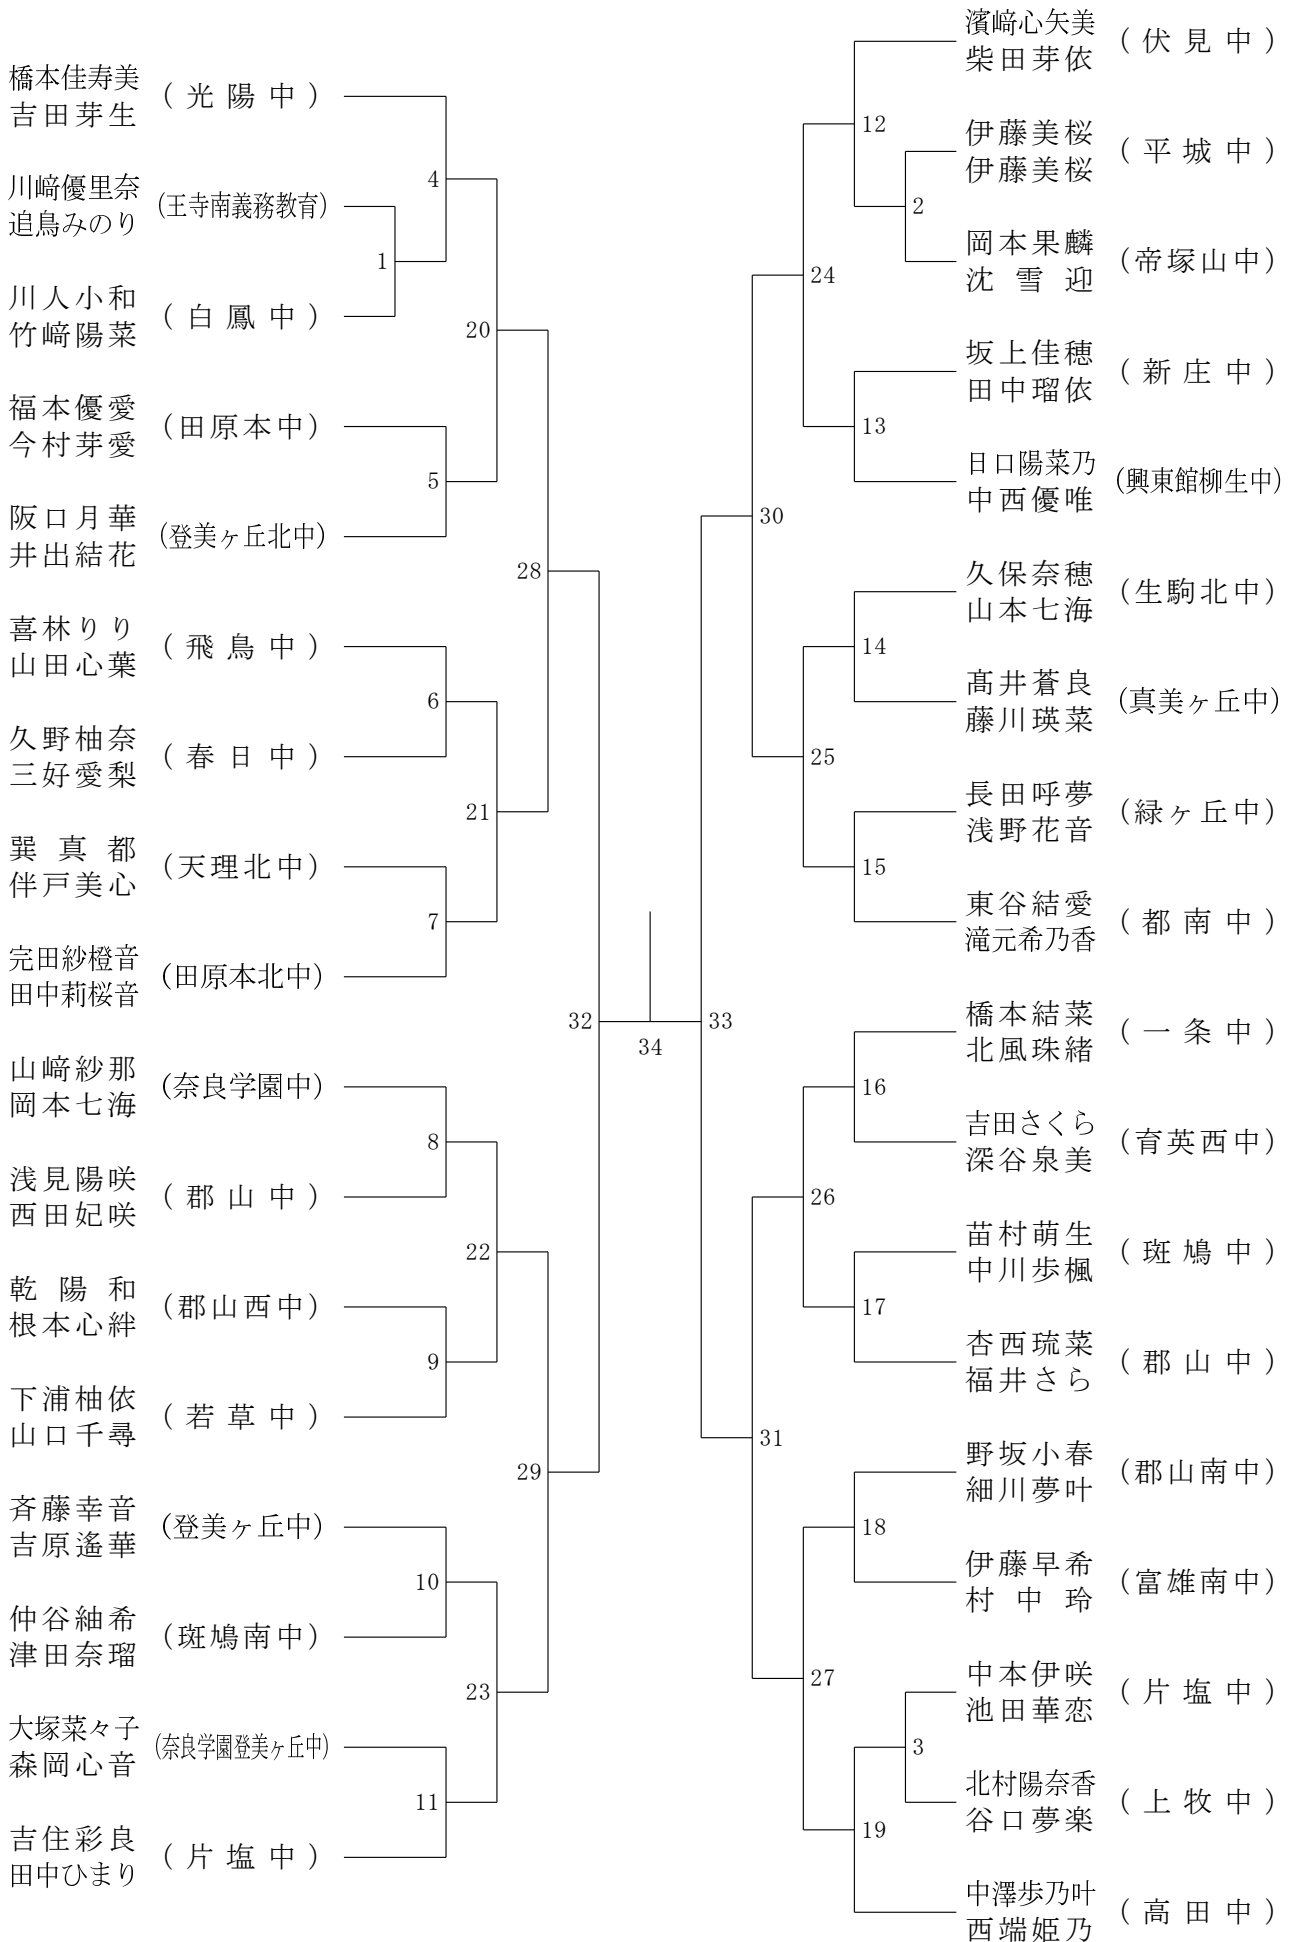 橋本佳寿美
吉田芽生
(光陽中)
川﨑優里奈
追鳥みのり
(王寺南義務教育)
川人小和
竹﨑陽菜
(白鳳中)
福本優愛
今村芽愛
(田原本中)
阪口月華
井出結花
(登美ヶ丘北中)
喜林りり
山田心葉
(飛鳥中)
久野柚奈
三好愛梨
(春日中)
巽真都
伴戸美心
(天理北中)
完田紗橙音
田中莉桜音
(田原本北中)
山﨑紗那
岡本七海
(奈良学園中)
浅見陽咲
西田妃咲
(郡山中)
乾陽和
根本心絆
(郡山西中)
下浦柚依
山口千尋
(若草中)
斉藤幸音
吉原遙華
(登美ヶ丘中)
仲谷紬希
津田奈瑠
(斑鳩南中)
大塚菜々子
森岡心音
(奈良学園登美ヶ丘中)
吉住彩良
田中ひまり
(片塩中)
1
4
5
6
7
8
9
10
11
20
21
22
23
28
29
32
34
33
30
31
24
25
26
27
12
13
14
15
16
17
18
19
2
3
濱﨑心矢美
柴田芽依
(伏見中)
伊藤美桜
伊藤美桜
(平城中)
岡本果麟
沈雪迎
(帝塚山中)
坂上佳穂
田中瑠依
(新庄中)
日口陽菜乃
中西優唯
(興東館柳生中)
久保奈穂
山本七海
(生駒北中)
髙井蒼良
藤川瑛菜
(真美ヶ丘中)
長田呼夢
浅野花音
(緑ヶ丘中)
東谷結愛
滝元希乃香
(都南中)
橋本結菜
北風珠緒
(一条中)
吉田さくら
深谷泉美
(育英西中)
苗村萌生
中川歩楓
(斑鳩中)
杏西琉菜
福井さら
(郡山中)
野坂小春
細川夢叶
(郡山南中)
伊藤早希
村中玲
(富雄南中)
中本伊咲
池田華恋
(片塩中)
北村陽奈香
谷口夢楽
(上牧中)
中澤歩乃叶
西端姫乃
(高田中)